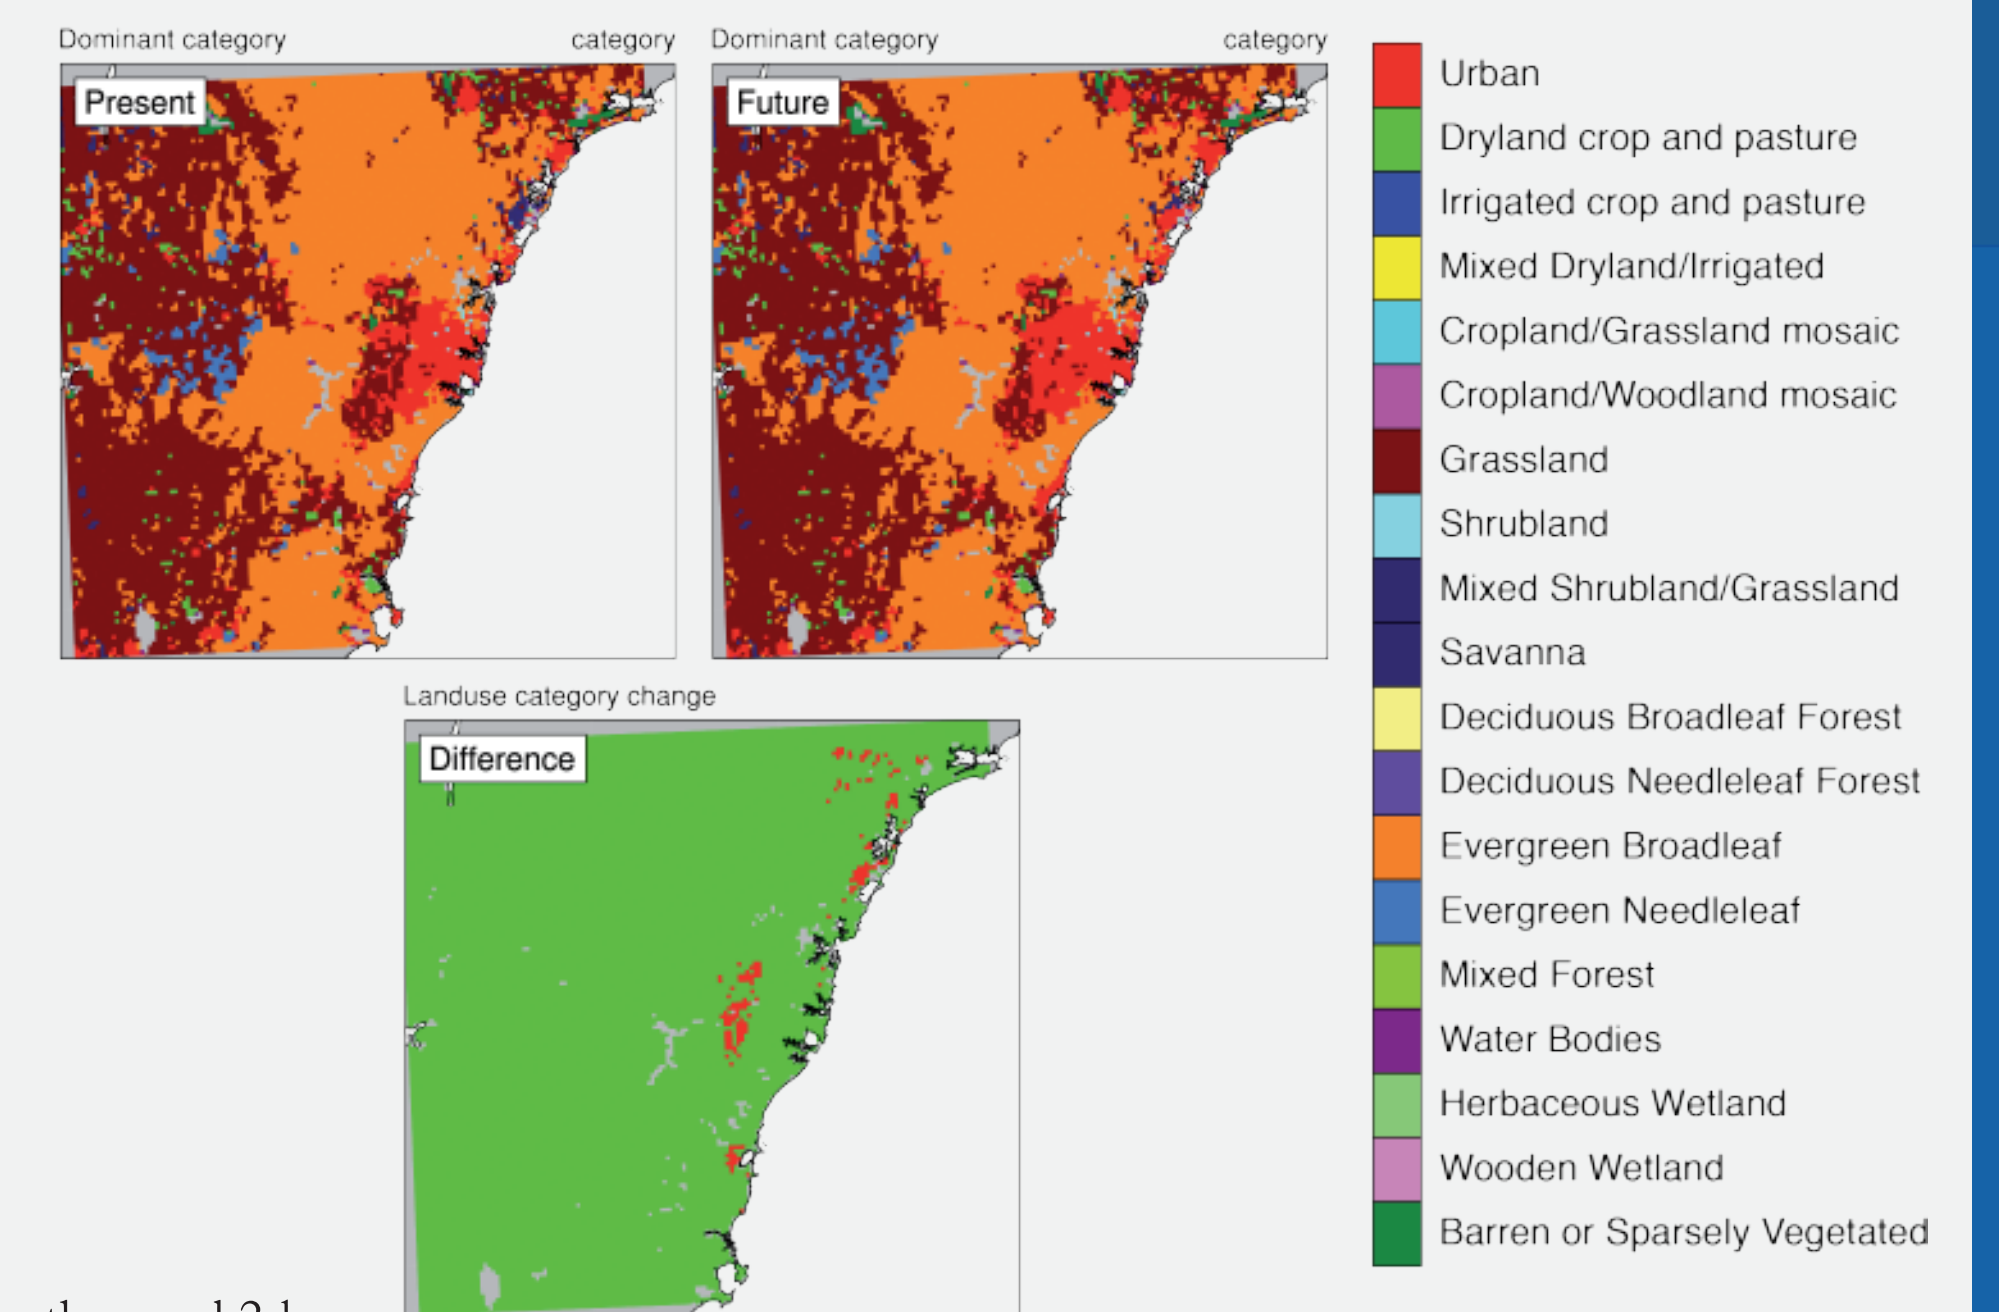 Dominant category category
Present
Dominant category category
Future
Landuse category change
Difference
Urban
Dryland crop and pasture
Irrigated crop and pasture
Mixed Dryland/Irrigated
Cropland/Grassland mosaic
Cropland/Woodland mosaic
Grassland
Shrubland
Mixed Shrubland/Grassland
Savanna
Deciduous Broadleaf Forest
Deciduous Needleleaf Forest
Evergreen Broadleaf
Evergreen Needleleaf
Mixed Forest
Water Bodies
Herbaceous Wetland
Wooden Wetland
Barren or Sparsely Vegetated